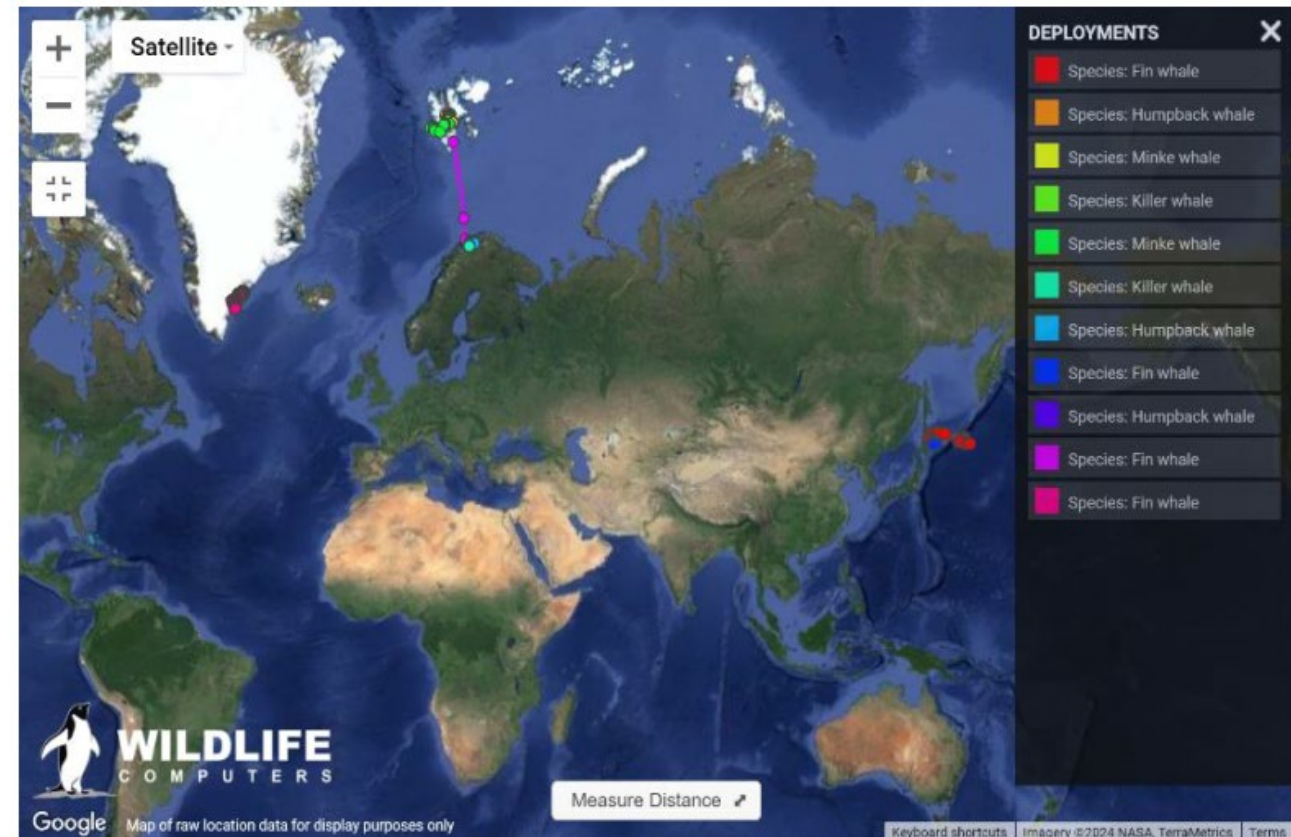 +
Satellite
−
DEPLOYMENTS
Species: Fin whale
Species: Humpback whale
Species: Minke whale
Species: Killer whale
Species: Minke whale
Species: Killer whale
Species: Humpback whale
Species: Fin whale
Species: Humpback whale
Species: Fin whale
Species: Fin whale
WILDLIFE
COMPUTERS
Measure Distance
Google
Map of raw location data for display purposes only
Keyboard shortcuts
Imagery ©2024 NASA, TerraMetrics
Terms